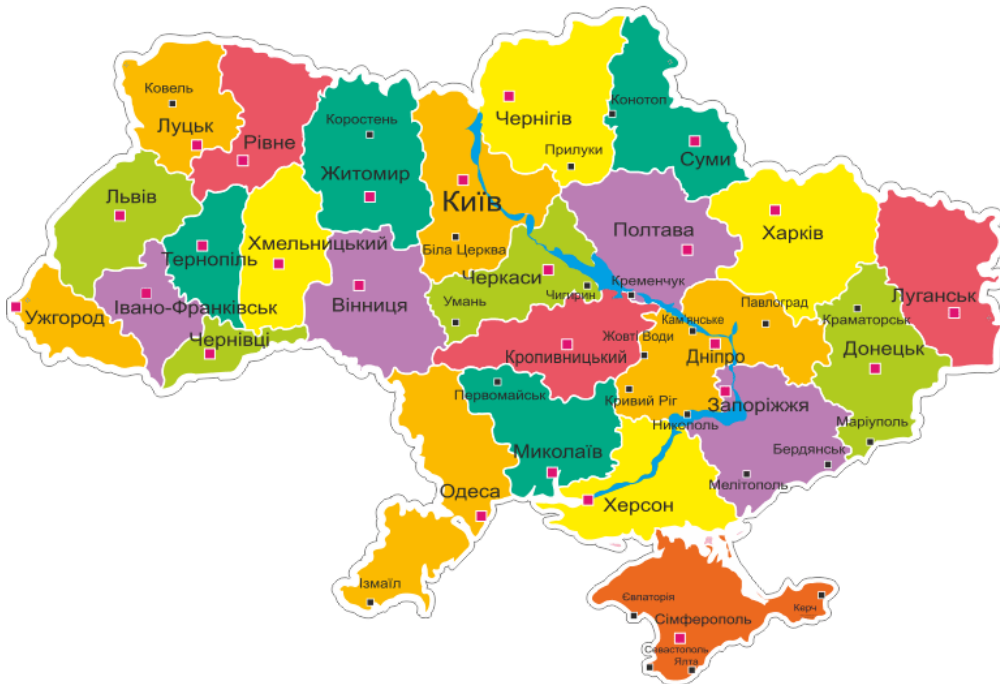 Ковель
Луцьк
Рівне
Коростень
Житомир
Чернігів
Прилуки
Конотоп
Суми
Київ
Біла Церква
Львів
Тернопіль
Хмельницький
Вінниця
Черкаси
Чигирин
Умань
Полтава
Кременчук
Харків
Луганськ
Ужгород
Івано-Франківськ
Чернівці
Кропивницький
Жовті Води
Кам'янське
Дніпро
Павлоград
Краматорськ
Донецьк
Первомайськ
Кривий Ріг
Нікополь
Запоріжжя
Маріуполь
Бердянськ
Мелітополь
Миколаїв
Одеса
Херсон
Ізмаїл
Євпаторія
Сімферополь
Керч
Севастополь
Ялта